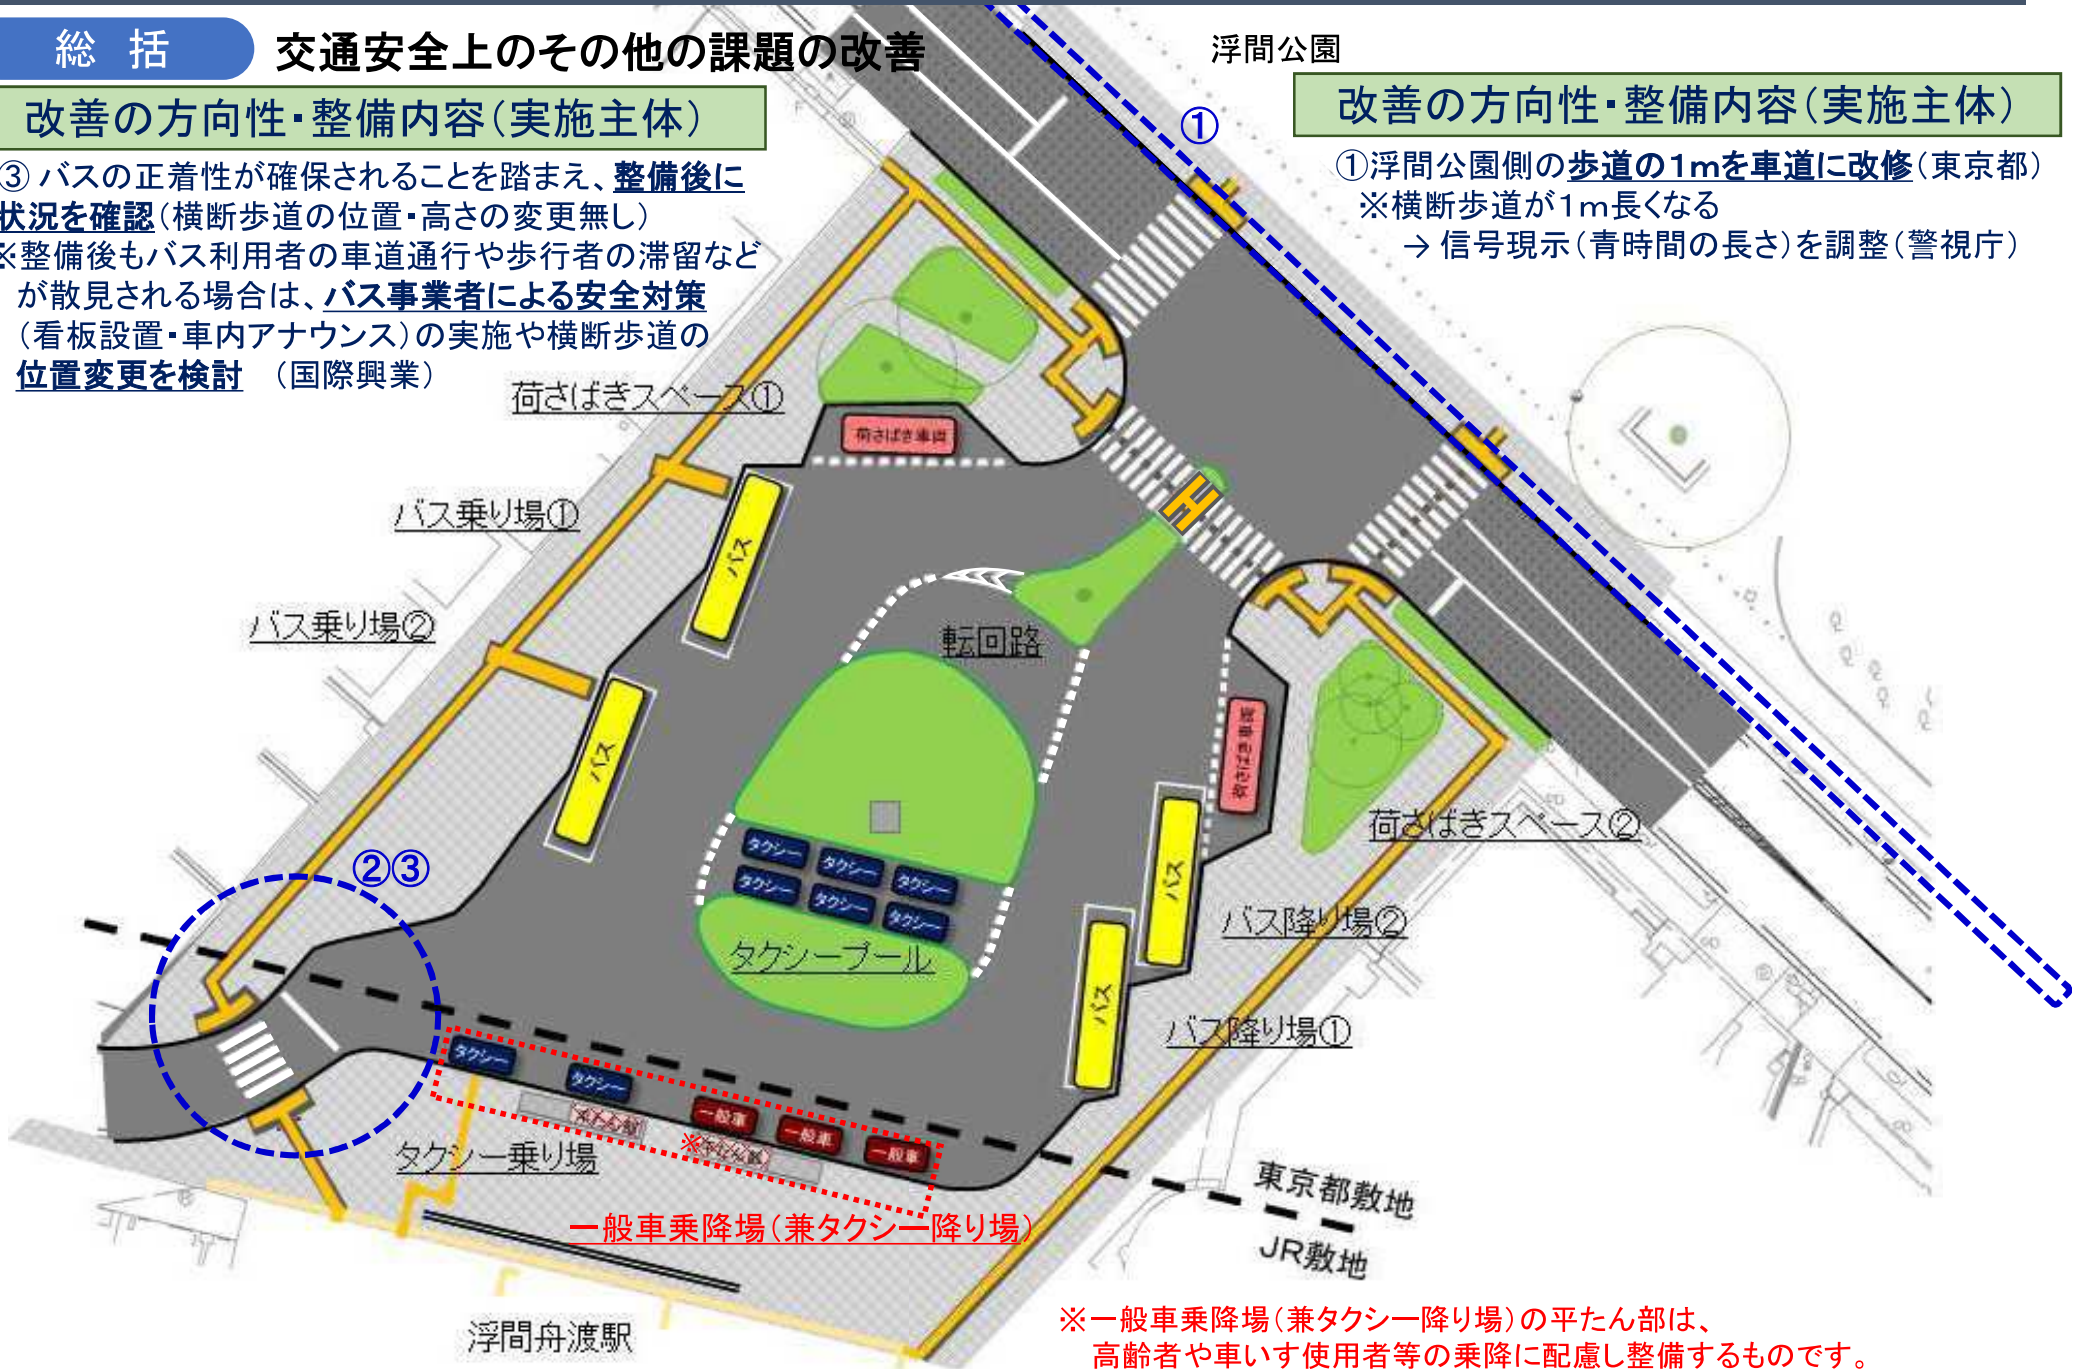 総 括
交通安全上のその他の課題の改善
浮間公園
改善の方向性・整備内容(実施主体)
③ バスの正着性が確保されることを踏まえ、整備後に
状況を確認(横断歩道の位置・高さの変更無し)
※整備後もバス利用者の車道通行や歩行者の滞留など
が散見される場合は、バス事業者による安全対策
(看板設置・車内アナウンス)の実施や横断歩道の
位置変更を検討 (国際興業)
改善の方向性・整備内容(実施主体)
①浮間公園側の歩道の1mを車道に改修(東京都)
※横断歩道が1m長くなる
→ 信号現示(青時間の長さ)を調整(警視庁)
①
荷さばきスペース①
荷さばき車両
バス乗り場①
バス
バス乗り場②
バス
転回路
荷さばき車両
荷さばきスペース②
②③
タクシー タクシー タクシー
タクシー タクシー タクシー
タクシープール
バス
バス降り場②
バス
バス降り場①
タクシー
タクシー
一般車
一般車
一般車
※平たん部
タクシー乗り場
一般車乗降場(兼タクシー降り場)
東京都敷地
JR敷地
浮間舟渡駅
※一般車乗降場(兼タクシー降り場)の平たん部は、
高齢者や車いす使用者等の乗降に配慮し整備するものです。